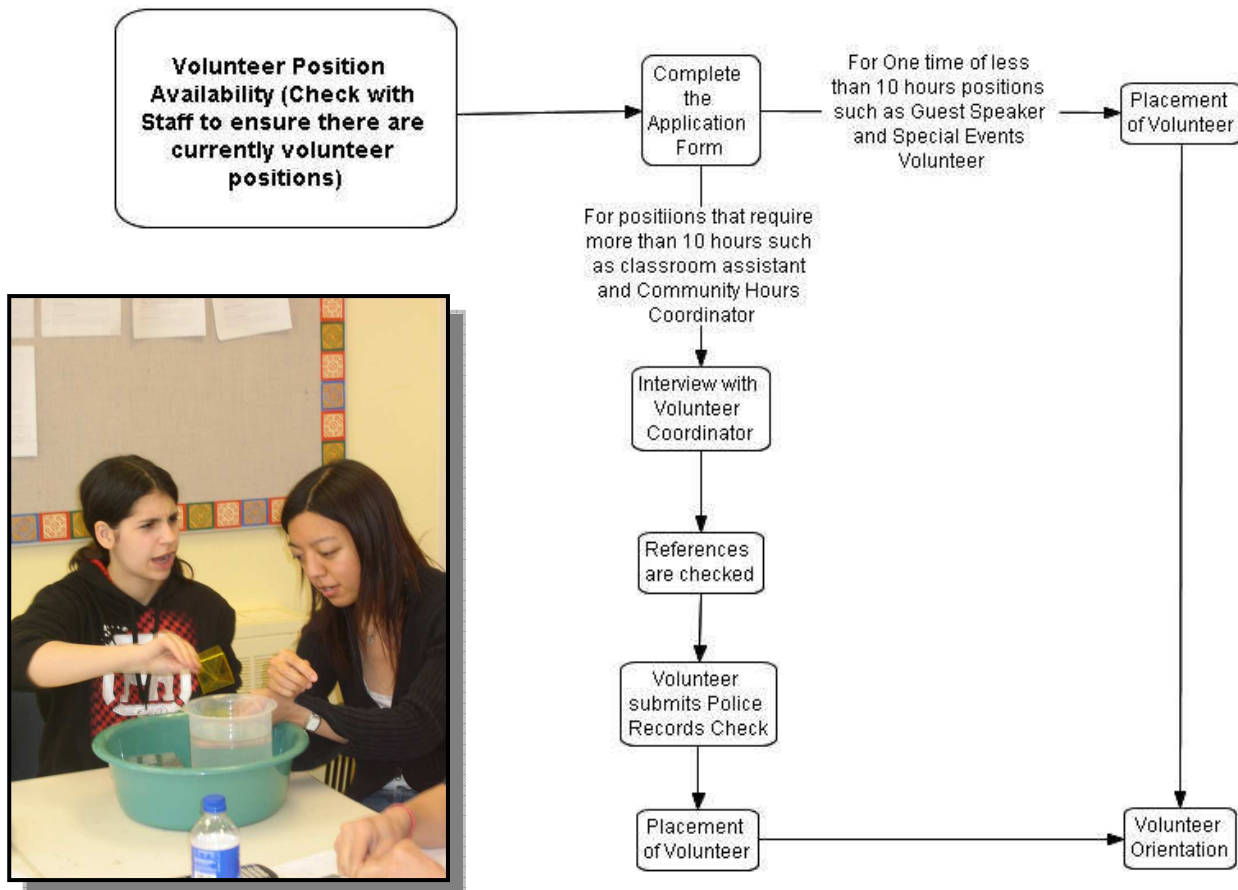 Volunteer Position
Availability (Check with
Staff to ensure there are
currently volunteer
positions)
Complete
the
Application
Form
For One time of less
than 10 hours positions
such as Guest Speaker
and Special Events
Volunteer
Placement
of Volunteer
For positiions that require
more than 10 hours such
as classroom assistant
and Community Hours
Coordinator
Interview with
Volunteer
Coordinator
References
are checked
Volunteer
submits Police
Records Check
Placement
of Volunteer
Volunteer
Orientation